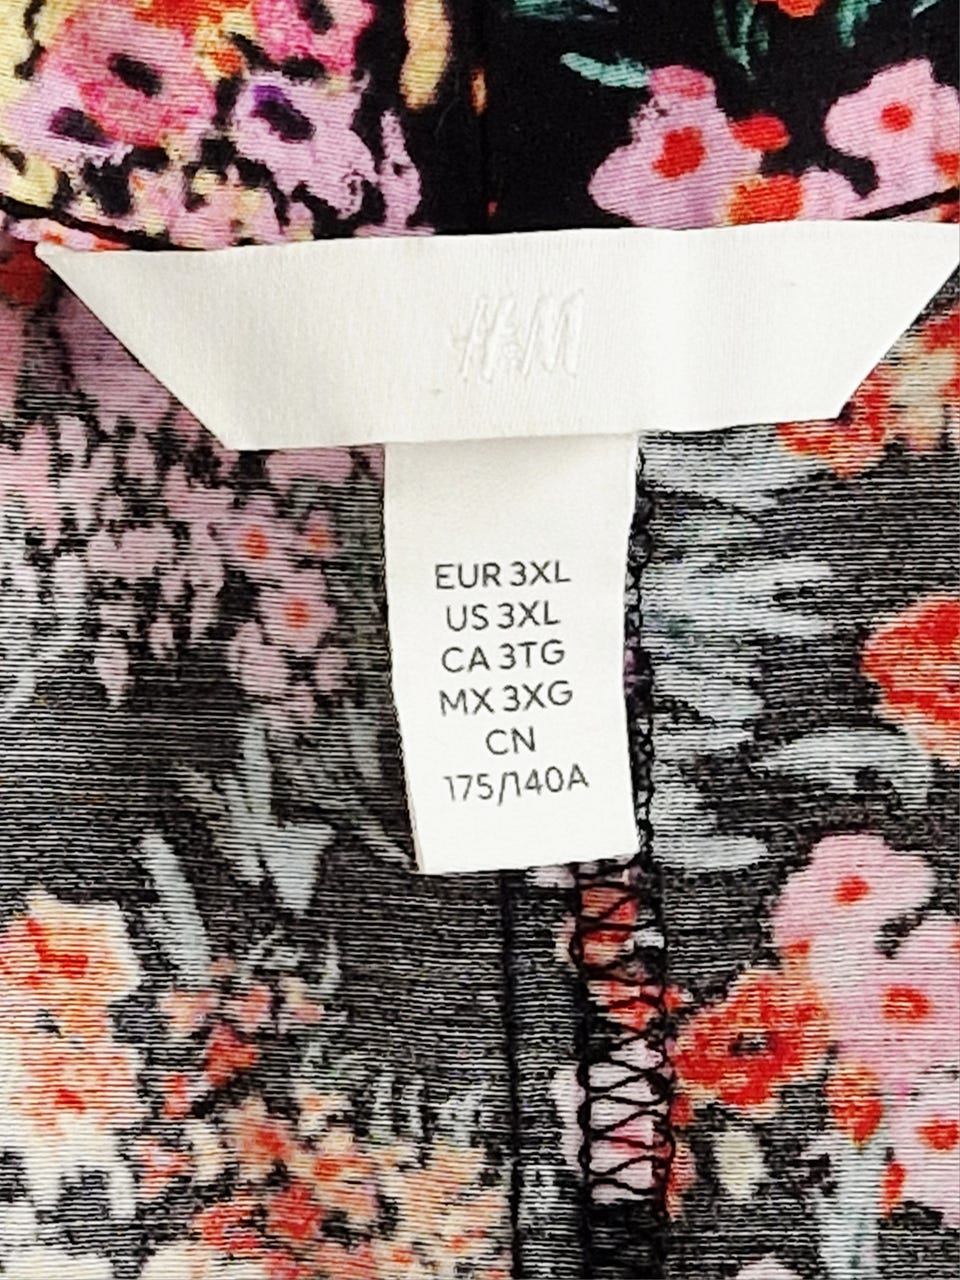 H&M
EUR 3XL
US 3XL
CA 3TG
MX 3XG
CN
175/140A